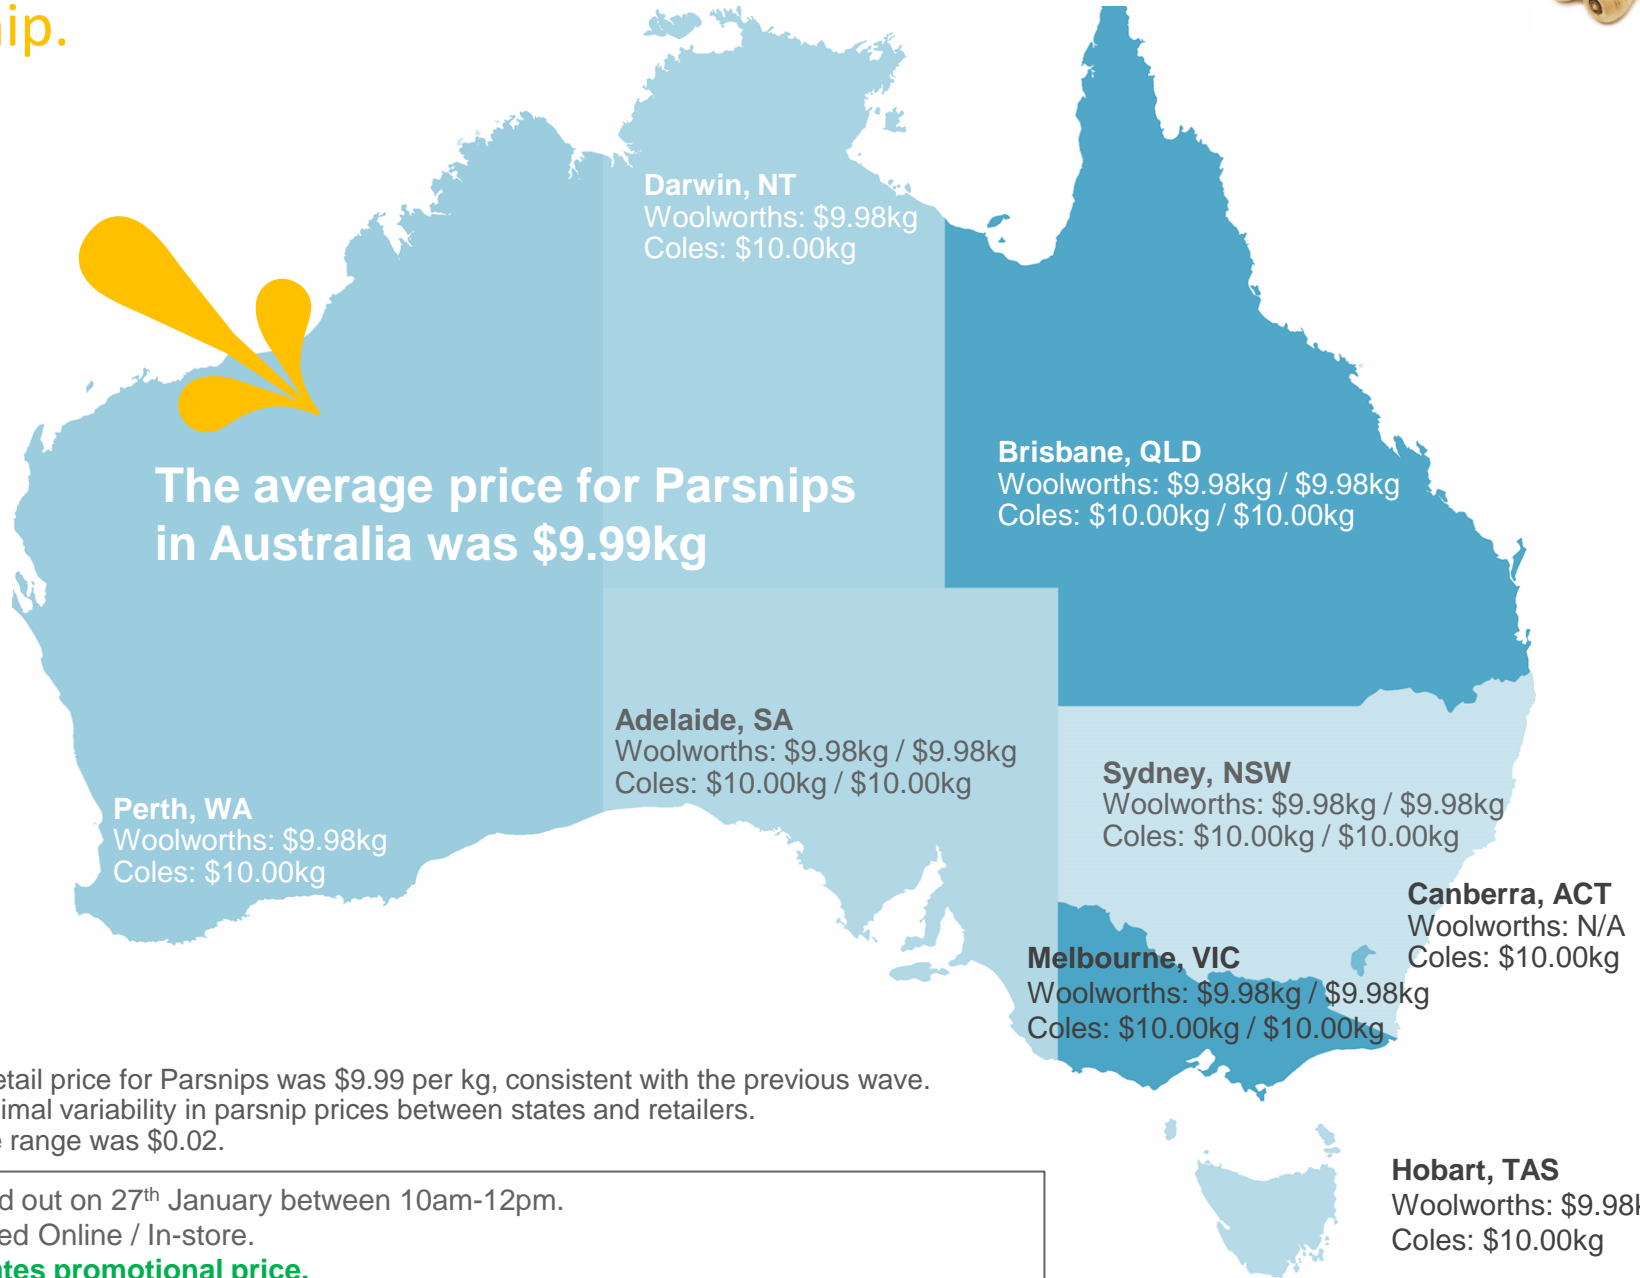 ip.
Darwin, NT
Woolworths: $9.98kg
Coles: $10.00kg
The average price for Parsnips
in Australia was $9.99kg
Brisbane, QLD
Woolworths: $9.98kg / $9.98kg
Coles: $10.00kg / $10.00kg
Adelaide, SA
Woolworths: $9.98kg / $9.98kg
Coles: $10.00kg / $10.00kg
Sydney, NSW
Woolworths: $9.98kg / $9.98kg
Coles: $10.00kg / $10.00kg
Perth, WA
Woolworths: $9.98kg
Coles: $10.00kg
Canberra, ACT
Woolworths: N/A
Coles: $10.00kg
Melbourne, VIC
Woolworths: $9.98kg / $9.98kg
Coles: $10.00kg / $10.00kg
etail price for Parsnips was $9.99 per kg, consistent with the previous wave.
imal variability in parsnip prices between states and retailers.
range was $0.02.
Hobart, TAS
Woolworths: $9.98k
Coles: $10.00kg
d out on 27th January between 10am-12pm.
ed Online / In-store.
tes promotional price.